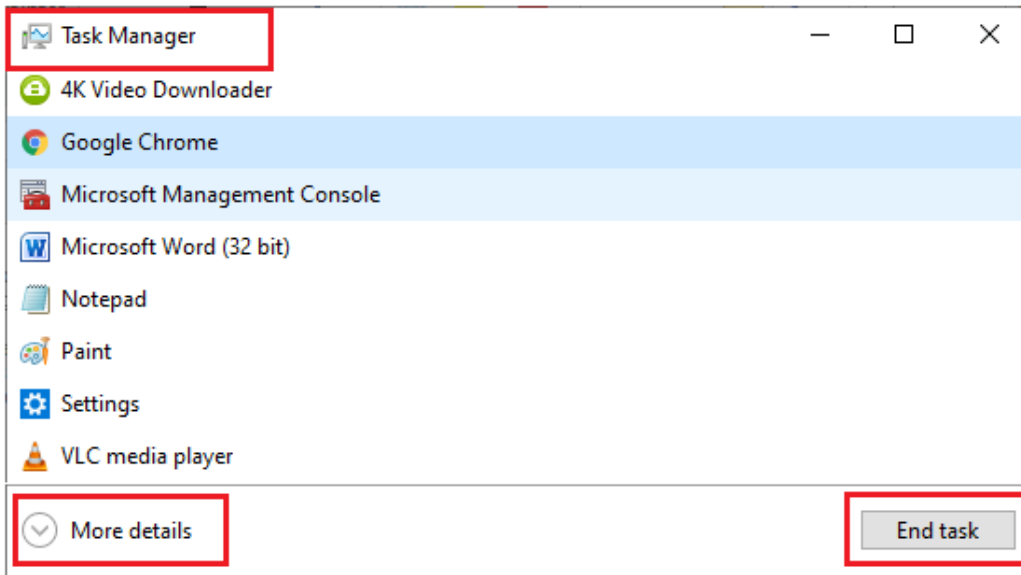 Task Manager
4K Video Downloader
Google Chrome
Microsoft Management Console
Microsoft Word (32 bit)
Notepad
Paint
Settings
VLC media player
More details
End task